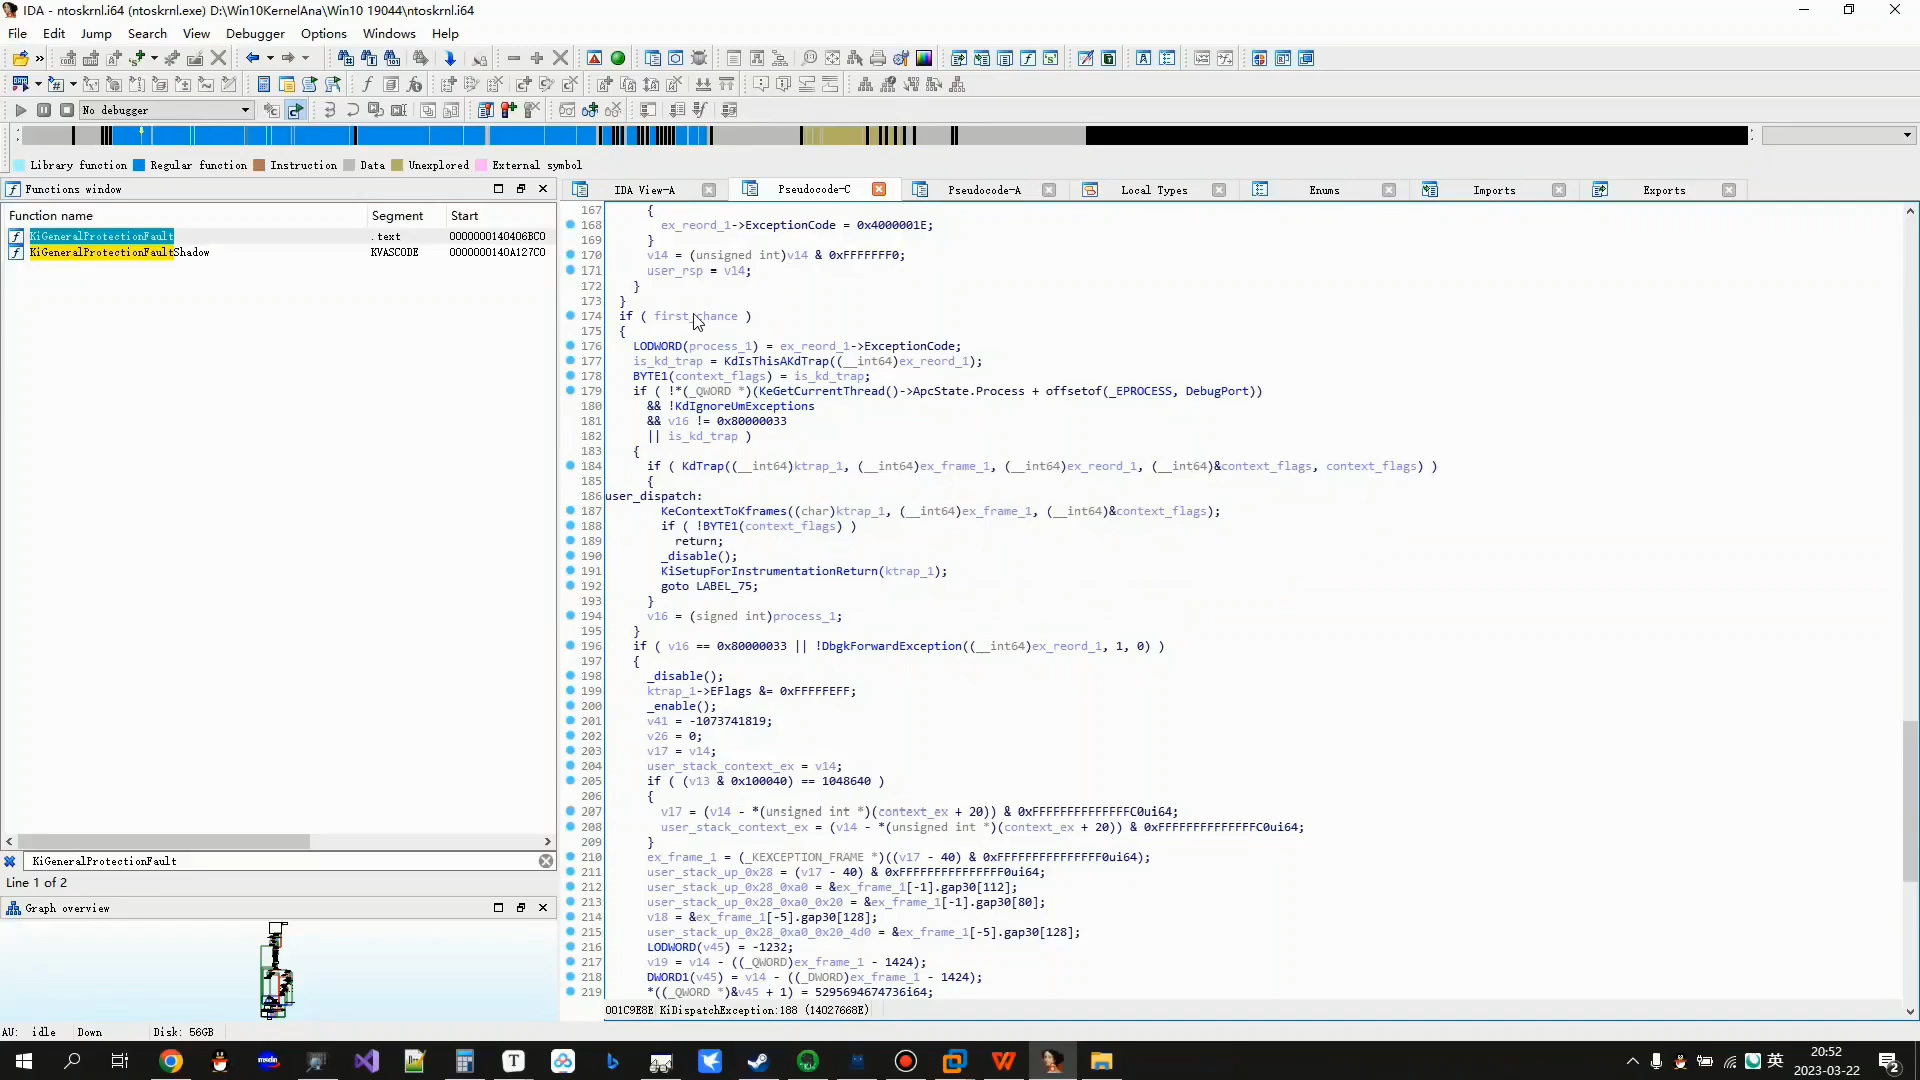 IDA - ntoskrnl.i64 (ntoskrnl.exe) D:\Win10KernelAna\Win10 19044\ntoskrnl.i64
File Edit Jump Search View Debugger Options Windows Help
No debugger
Library function Regular function Instruction Data Unexplored External symbol
Functions window
IDA View-A Pseudocode-C Pseudocode-A Local Types Enums Imports Exports
Function name Segment Start
KiGeneralProtectionFault .text 0000000140406BC0
KiGeneralProtectionFaultShadow KVASCODE 0000000140A127C0
KiGeneralProtectionFault
Line 1 of 2
Graph overview
167 {
168 ex_reord_1->ExceptionCode = 0x4000001E;
169 }
170 v14 = (unsigned int)v14 & 0xFFFFFFF0;
171 user_rsp = v14;
172 }
173 }
174 if ( first_chance )
175 {
176 LODWORD(process_1) = ex_reord_1->ExceptionCode;
177 is_kd_trap = KdIsThisAKdTrap((__int64)ex_reord_1);
178 BYTE1(context_flags) = is_kd_trap;
179 if ( !*(_QWORD *)(KeGetCurrentThread()->ApcState.Process + offsetof(_EPROCESS, DebugPort))
180 && !KdIgnoreUmExceptions
181 && v16 != 0x80000033
182 || is_kd_trap )
183 {
184 if ( KdTrap((__int64)ktrap_1, (__int64)ex_frame_1, (__int64)ex_reord_1, (__int64)&context_flags, context_flags) )
185 {
186 user_dispatch:
187 KeContextToKframes((char)ktrap_1, (__int64)ex_frame_1, (__int64)&context_flags);
188 if ( !BYTE1(context_flags) )
189 return;
190 _disable();
191 KiSetupForInstrumentationReturn(ktrap_1);
192 goto LABEL_75;
193 }
194 v16 = (signed int)process_1;
195 }
196 if ( v16 == 0x80000033 || !DbgkForwardException((__int64)ex_reord_1, 1, 0) )
197 {
198 _disable();
199 ktrap_1->EFlags &= 0xFFFFFEFF;
200 _enable();
201 v41 = -1073741819;
202 v26 = 0;
203 v17 = v14;
204 user_stack_context_ex = v14;
205 if ( (v13 & 0x100040) == 1048640 )
206 {
207 v17 = (v14 - *(unsigned int *)(context_ex + 20)) & 0xFFFFFFFFFFFFFFC0ui64;
208 user_stack_context_ex = (v14 - *(unsigned int *)(context_ex + 20)) & 0xFFFFFFFFFFFFFFC0ui64;
209 }
210 ex_frame_1 = (_KEXCEPTION_FRAME *)((v17 - 40) & 0xFFFFFFFFFFFFFFF0ui64);
211 user_stack_up_0x28 = (v17 - 40) & 0xFFFFFFFFFFFFFFF0ui64;
212 user_stack_up_0x28_0xa0 = &ex_frame_1[-1].gap30[112];
213 user_stack_up_0x28_0xa0_0x20 = &ex_frame_1[-1].gap30[80];
214 v18 = &ex_frame_1[-5].gap30[128];
215 user_stack_up_0x28_0xa0_0x20_4d0 = &ex_frame_1[-5].gap30[128];
216 LODWORD(v45) = -1232;
217 v19 = v14 - ((_QWORD)ex_frame_1 - 1424);
218 DWORD1(v45) = v14 - ((_DWORD)ex_frame_1 - 1424);
219 *((_QWORD *)&v45 + 1) = 5295694674736i64;
001C9E8E KiDispatchException:188 (14027668E)
AU: idle Down Disk: 56GB
英
20:52
2023-03-22
2